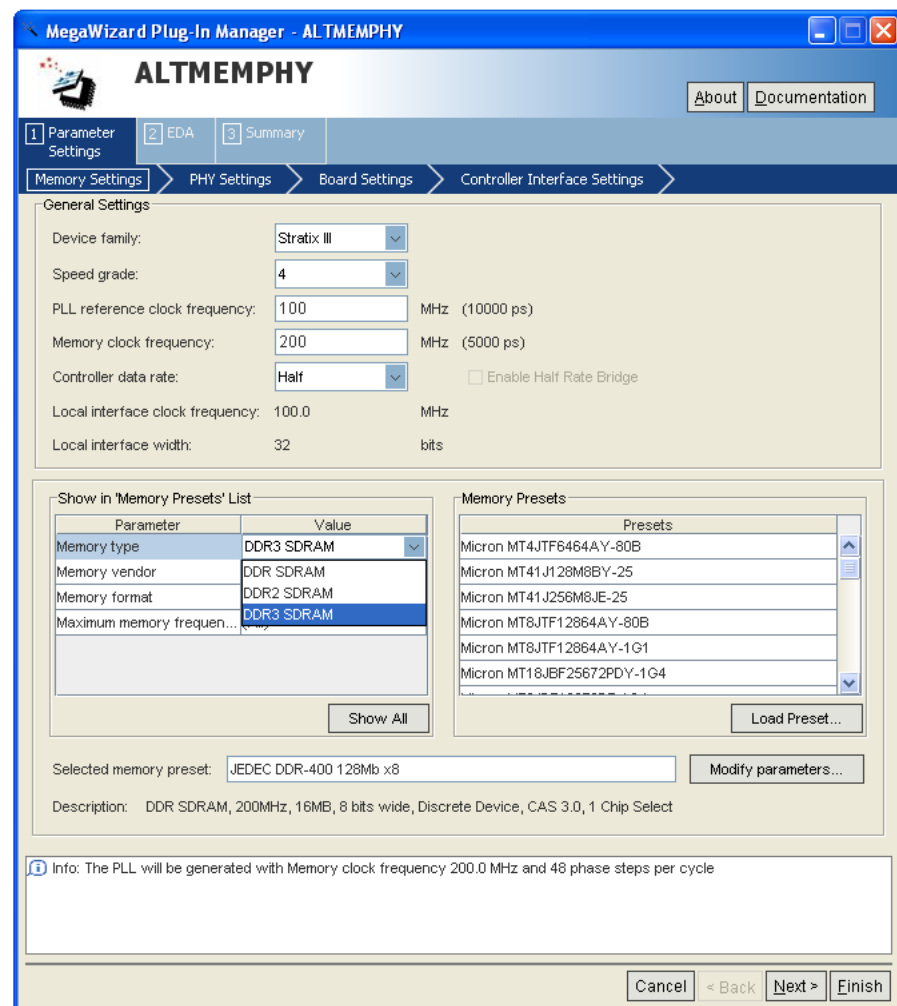 MegaWizard Plug-In Manager - ALTMEMPHY
ALTMEMPHY
About Documentation
1 Parameter Settings 2 EDA 3 Summary
Memory Settings PHY Settings Board Settings Controller Interface Settings
General Settings
Device family: Stratix III
Speed grade: 4
PLL reference clock frequency: 100 MHz (10000 ps)
Memory clock frequency: 200 MHz (5000 ps)
Controller data rate: Half Enable Half Rate Bridge
Local interface clock frequency: 100.0 MHz
Local interface width: 32 bits
Show in 'Memory Presets' List
Parameter Value
Memory type DDR3 SDRAM
Memory vendor
Memory format
Maximum memory frequen...
DDR SDRAM
DDR2 SDRAM
DDR3 SDRAM
Show All
Memory Presets
Presets
Micron MT4JTF6464AY-80B
Micron MT41J128M8BY-25
Micron MT41J256M8JE-25
Micron MT8JTF12864AY-80B
Micron MT8JTF12864AY-1G1
Micron MT18JBF25672PDY-1G4
Load Preset...
Selected memory preset: JEDEC DDR-400 128Mb x8 Modify parameters...
Description: DDR SDRAM, 200MHz, 16MB, 8 bits wide, Discrete Device, CAS 3.0, 1 Chip Select
Info: The PLL will be generated with Memory clock frequency 200.0 MHz and 48 phase steps per cycle
Cancel < Back Next > Finish